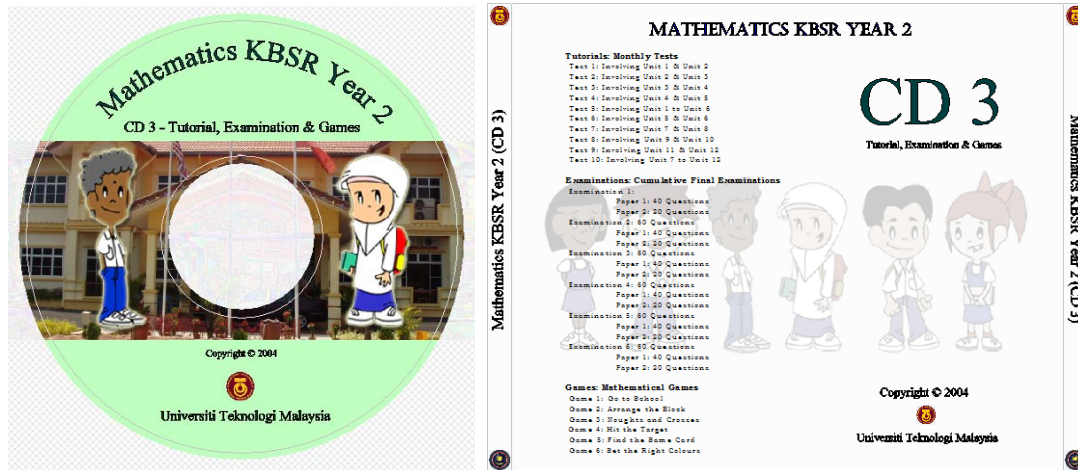 Mathematics KBSR Year 2
CD 3 - Tutorial, Examination & Games
Copyright © 2004
Universiti Teknologi Malaysia
Mathematics KBSR Year 2 (CD 3)
MATHEMATICS KBSR YEAR 2
Tutorials: Monthly Tests
Test 1: Involving Unit 1 & Unit 2
Test 2: Involving Unit 2 & Unit 3
Test 3: Involving Unit 3 & Unit 4
Test 4: Involving Unit 4 & Unit 5
Test 5: Involving Unit 1 to Unit 6
Test 6: Involving Unit 5 & Unit 6
Test 7: Involving Unit 7 & Unit 8
Test 8: Involving Unit 9 & Unit 10
Test 9: Involving Unit 11 & Unit 12
Test 10: Involving Unit 7 to Unit 12
Examinations: Cumulative Final Examinations
Examination 1:
Paper 1: 40 Questions
Paper 2: 20 Questions
Examination 2: 60 Questions
Paper 1: 40 Questions
Paper 2: 20 Questions
Examination 3: 60 Questions
Paper 1: 40 Questions
Paper 2: 20 Questions
Examination 4: 60 Questions
Paper 1: 40 Questions
Paper 2: 20 Questions
Examination 5: 60 Questions
Paper 1: 40 Questions
Paper 2: 20 Questions
Examination 6: 60 Questions
Paper 1: 40 Questions
Paper 2: 20 Questions
Games: Mathematical Games
Game 1: Go to School
Game 2: Arrange the Block
Game 3: Noughts and Crosses
Game 4: Hit the Target
Game 5: Find the Same Card
Game 6: Bet the Right Colours
CD 3
Tutorial, Examination & Games
Copyright © 2004
Universiti Teknologi Malaysia
Mathematics KBSR Year 2 (CD 3)